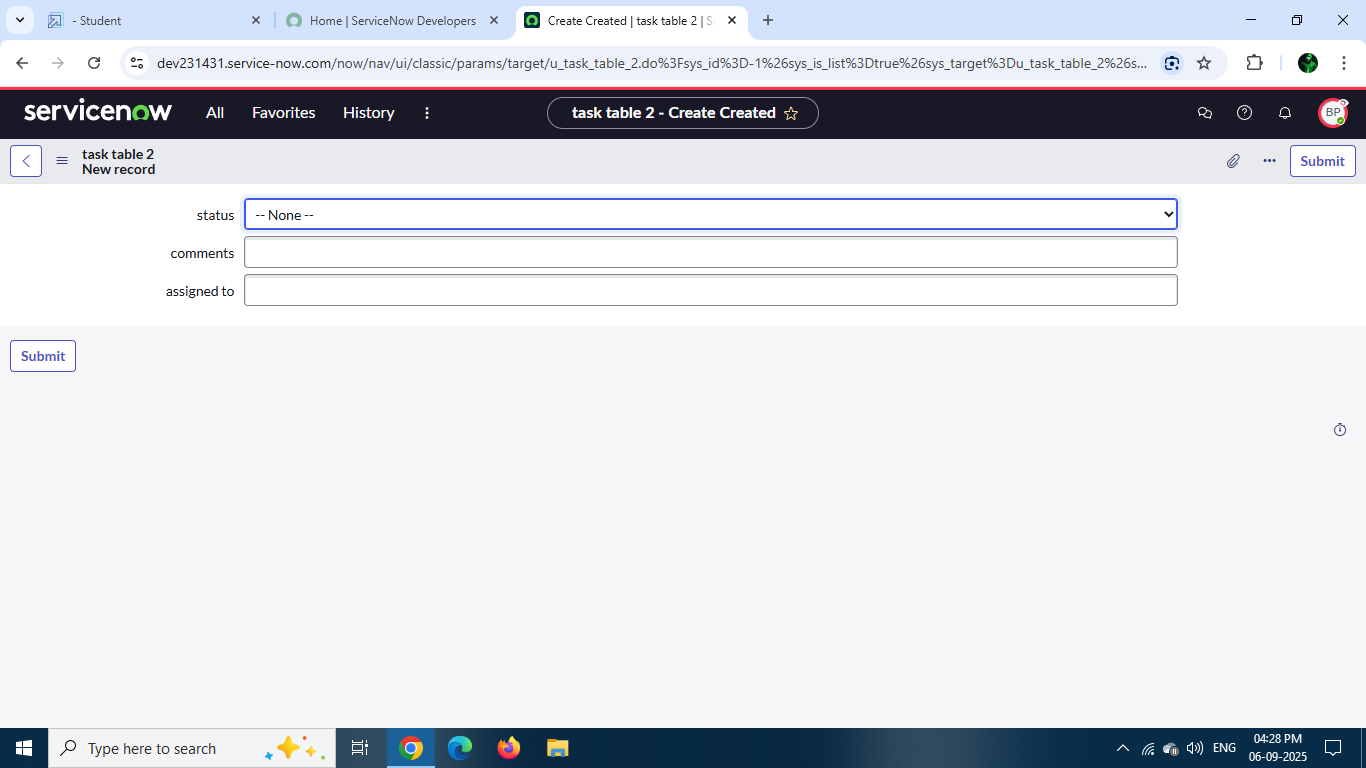 - Student
Home | ServiceNow Developers
Create Created | task table 2 | S
dev231431.service-now.com/now/nav/ui/classic/params/target/u_task_table_2.do%3Fsys_id%3D-1%26sys_is_list%3Dtrue%26sys_target%3Du_task_table_2%26s...
servicenow
All
Favorites
History
task table 2 - Create Created
BP
task table 2
New record
Submit
status
-- None --
comments
assigned to
Submit
Type here to search
ENG
04:28 PM
06-09-2025